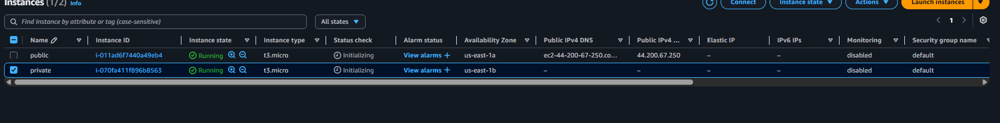 Instances (1/2) Info
Connect Instance state Actions Launch instances
Find Instance by attribute or tag (case-sensitive) All states 1
Name Instance ID Instance state Instance type Status check Alarm status Availability Zone Public IPv4 DNS Public IPv4 ... Elastic IP IPv6 IPs Monitoring Security group name
public i-011ad6f7440a49eb4 Running t3.micro Initializing View alarms + us-east-1a ec2-44-200-67-250.co... 44.200.67.250 – – disabled default
private i-070fa411f896b8563 Running t3.micro Initializing View alarms + us-east-1b – – – – disabled default